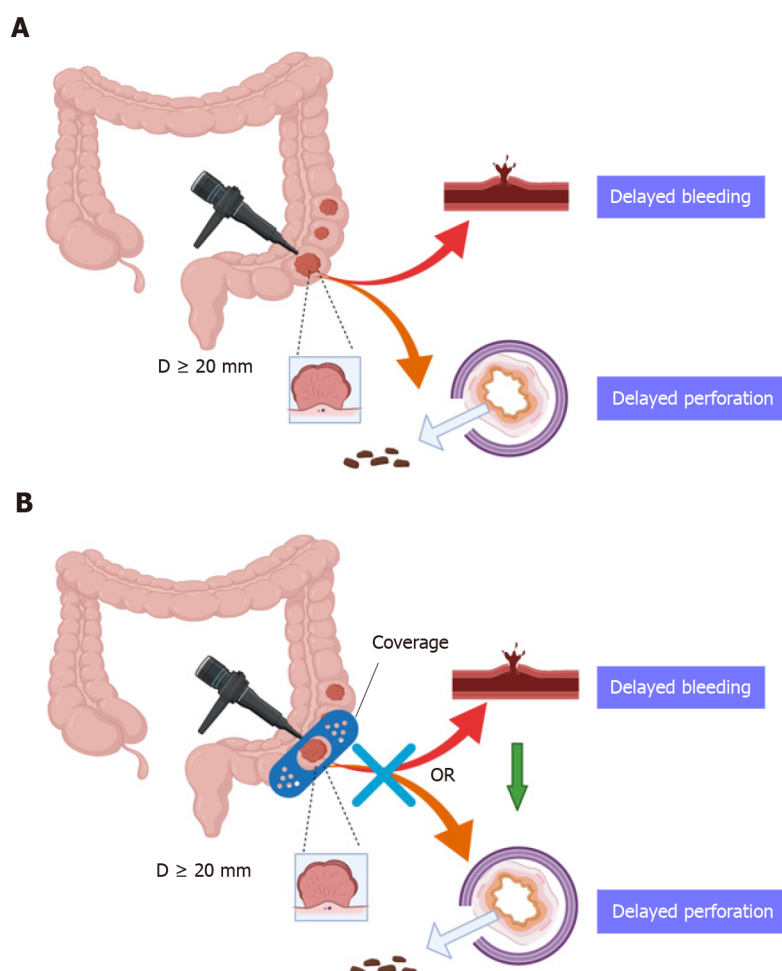 A
Delayed bleeding
D ≥ 20 mm
Delayed perforation
B
Coverage
Delayed bleeding
OR
D ≥ 20 mm
Delayed perforation